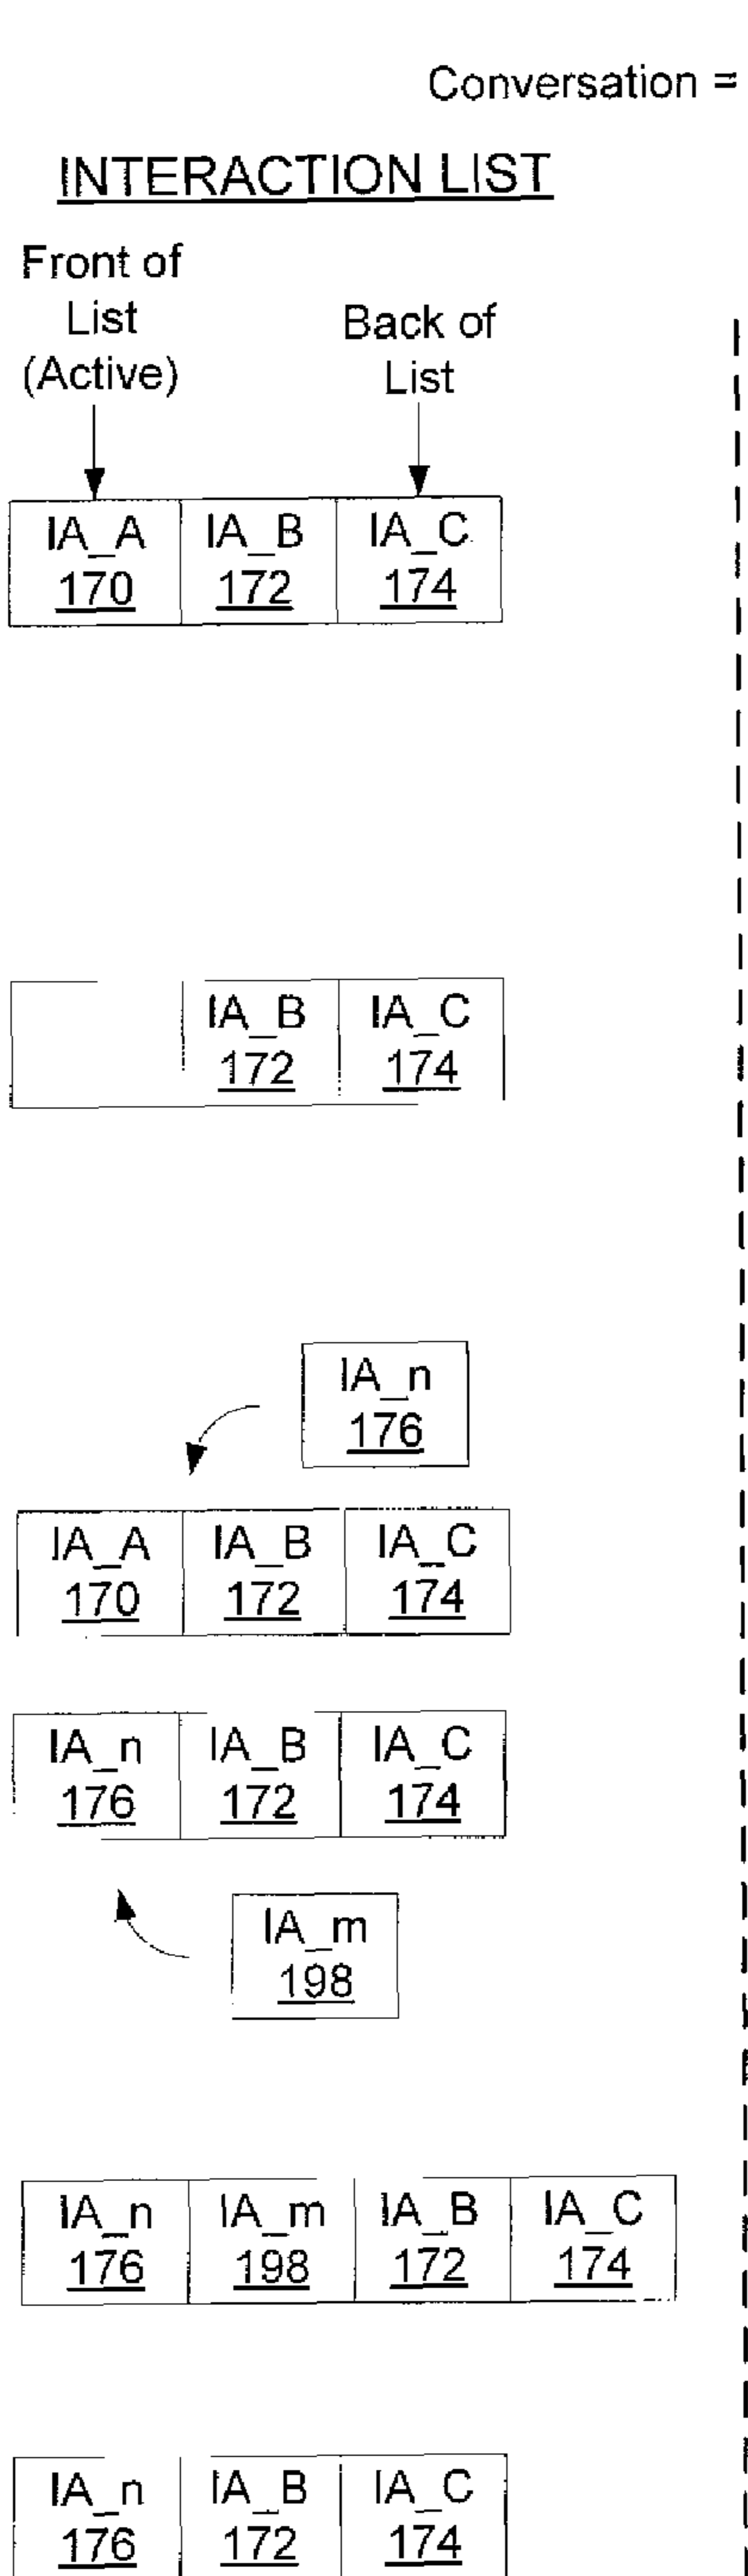 Conversation =
INTERACTION LIST
Front of
List
(Active)
Back of
List
IA_A IA_B IA_C
170 172 174
IA_B IA_C
172 174
IA_n
176
IA_A IA_B IA_C
170 172 174
IA_n IA_B IA_C
176 172 174
IA_m
198
IA_n IA_m IA_B IA_C
176 198 172 174
IA_n IA_B IA_C
176 172 174